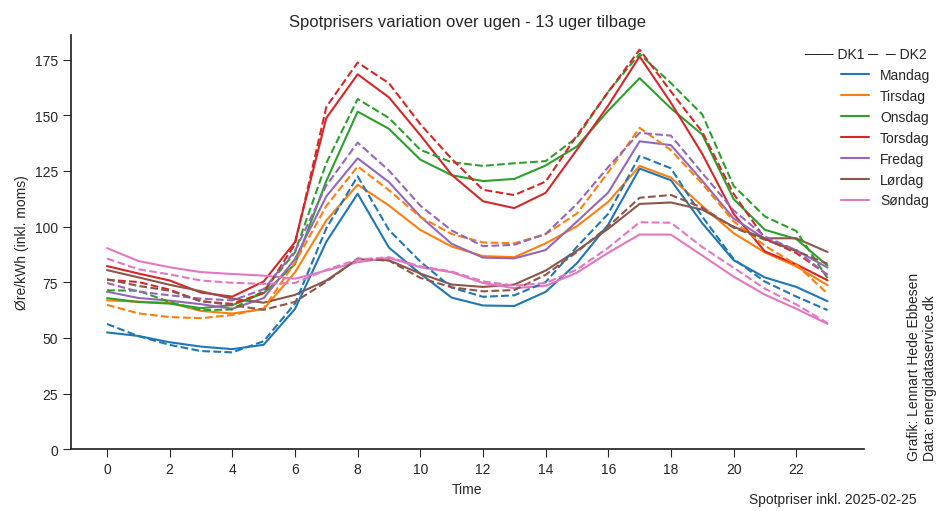 Spotprisers variation over ugen - 13 uger tilbage
Øre/kWh (inkl. moms)
175
150
125
100
75
50
25
0
0 2 4 6 8 10 12 14 16 18 20 22
Time
DK1 DK2
Mandag
Tirsdag
Onsdag
Torsdag
Fredag
Lørdag
Søndag
Grafik: Lennart Hede Ebbesen
Data: energidataservice.dk
Spotpriser inkl. 2025-02-25